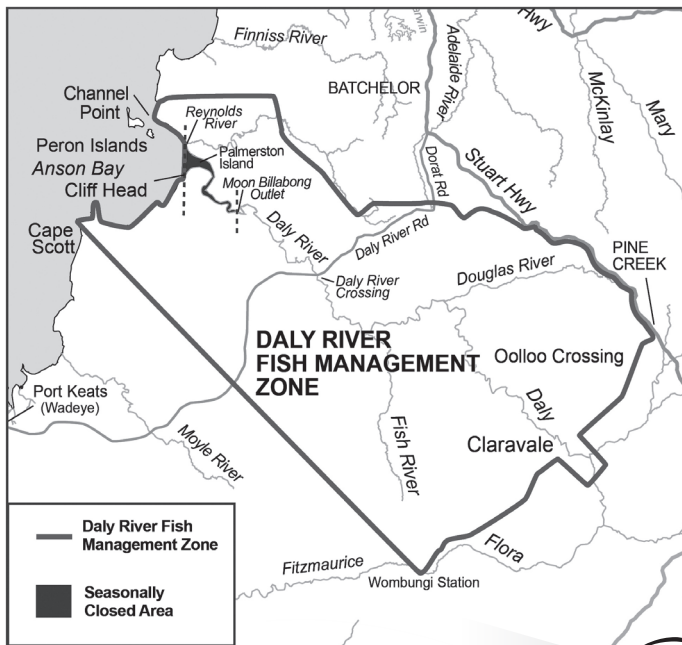 Finniss River
Darwin
Hwy
Adelaide River
BATCHELOR
McKinlay
Mary
Channel
Point
Reynolds
River
Peron Islands
Palmerston
Island
Anson Bay
Cliff Head
Moon Billabong
Outlet
Dorat Rd
Stuart Hwy
Cape
Scott
Daly River
Daly River Rd
PINE
CREEK
Daly River
Crossing
Douglas River
DALY RIVER
FISH MANAGEMENT
ZONE
Oolloo Crossing
Port Keats
(Wadeye)
Moyle River
Fish River
Daly
Claravale
Daly River Fish
Management Zone
Seasonally
Closed Area
Fitzmaurice
Flora
Wombungi Station